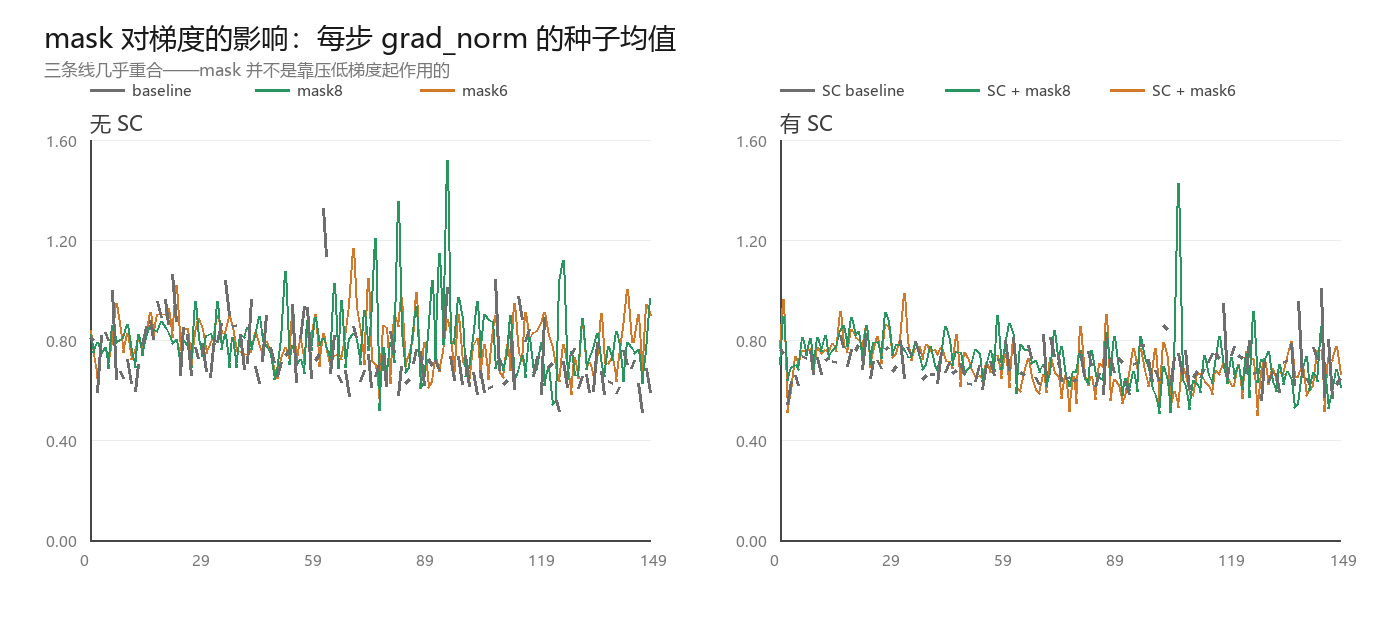 mask 对梯度的影响：每步 grad_norm 的种子均值
三条线几乎重合——mask 并不是靠压低梯度起作用的
baseline mask8 mask6
SC baseline SC + mask8 SC + mask6
无 SC
有 SC
1.60
1.20
0.80
0.40
0.00
0 29 59 89 119 149
1.60
1.20
0.80
0.40
0.00
0 29 59 89 119 149